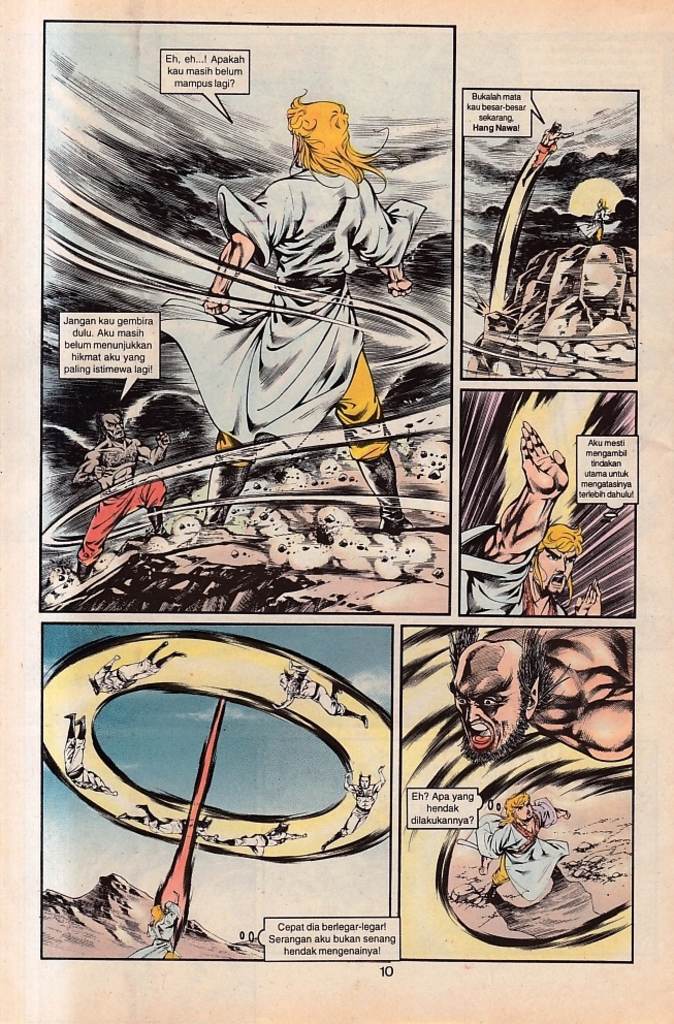 Eh, eh...! Apakah
kau masih belum
mampus lagi?
Jangan kau gembira
dulu. Aku masih
belum menunjukkan
hikmat aku yang
paling istimewa lagi!
Bukalah mata
kau besar-besar
sekarang,
Hang Nawa!
Aku mesti
mengambil
tindakan
utama untuk
mengatasinya
terlebih dahulu!
Cepat dia berlegar-legar!
Serangan aku bukan senang
hendak mengenainya!
Eh? Apa yang
hendak
dilakukannya?
10